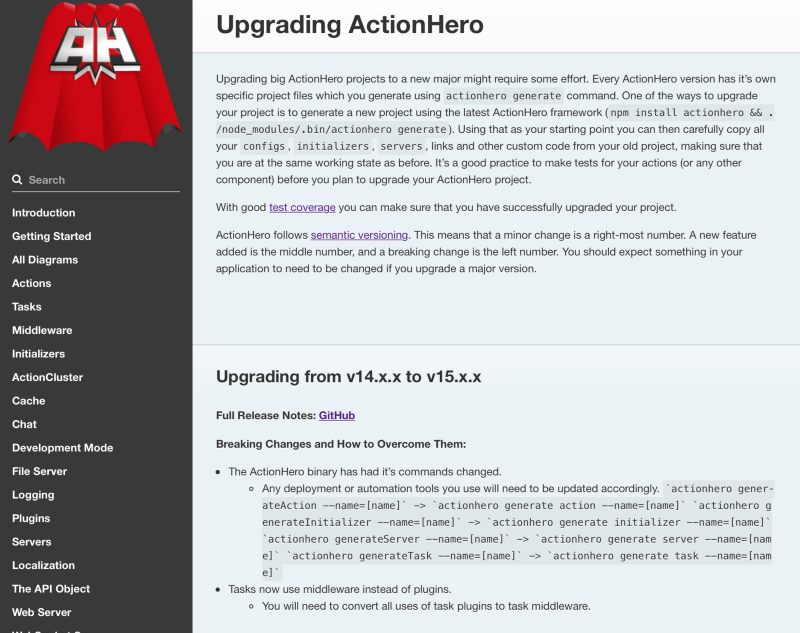 AH
Search
Introduction
Getting Started
All Diagrams
Actions
Tasks
Middleware
Initializers
ActionCluster
Cache
Chat
Development Mode
File Server
Logging
Plugins
Servers
Localization
The API Object
Web Server
Upgrading ActionHero
Upgrading big ActionHero projects to a new major might require some effort. Every ActionHero version has it's own
specific project files which you generate using actionhero generate command. One of the ways to upgrade
your project is to generate a new project using the latest ActionHero framework (npm install actionhero && .
/node_modules/.bin/actionhero generate). Using that as your starting point you can then carefully copy all
your configs, initializers, servers, links and other custom code from your old project, making sure that
you are at the same working state as before. It's a good practice to make tests for your actions (or any other
component) before you plan to upgrade your ActionHero project.
With good test coverage you can make sure that you have successfully upgraded your project.
ActionHero follows semantic versioning. This means that a minor change is a right-most number. A new feature
added is the middle number, and a breaking change is the left number. You should expect something in your
application to need to be changed if you upgrade a major version.
Upgrading from v14.x.x to v15.x.x
Full Release Notes: GitHub
Breaking Changes and How to Overcome Them:
• The ActionHero binary has had it's commands changed.
◦ Any deployment or automation tools you use will need to be updated accordingly. `actionhero gener-
ateAction --name=[name]` -> `actionhero generate action --name=[name]` `actionhero g
enerateInitializer --name=[name]` -> `actionhero generate initializer --name=[name]`
`actionhero generateServer --name=[name]` -> `actionhero generate server --name=[nam
e]` `actionhero generateTask --name=[name]` -> `actionhero generate task --name=[nam
e]`
• Tasks now use middleware instead of plugins.
◦ You will need to convert all uses of task plugins to task middleware.